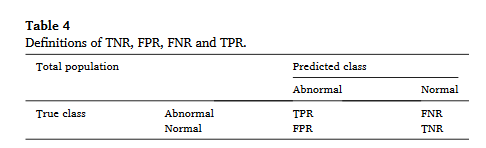 Table 4
Definitions of TNR, FPR, FNR and TPR.
Total population Predicted class
Abnormal Normal
True class Abnormal TPR FNR
Normal FPR TNR